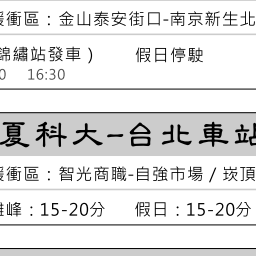 緩衝區：金山泰安街口-南京新生北
錦繡站發車）　假日停駛
0　16:30
夏科大-台北車站
緩衝區：智光商職-自強市場 / 崁頂
離峰：15-20分　假日：15-20分